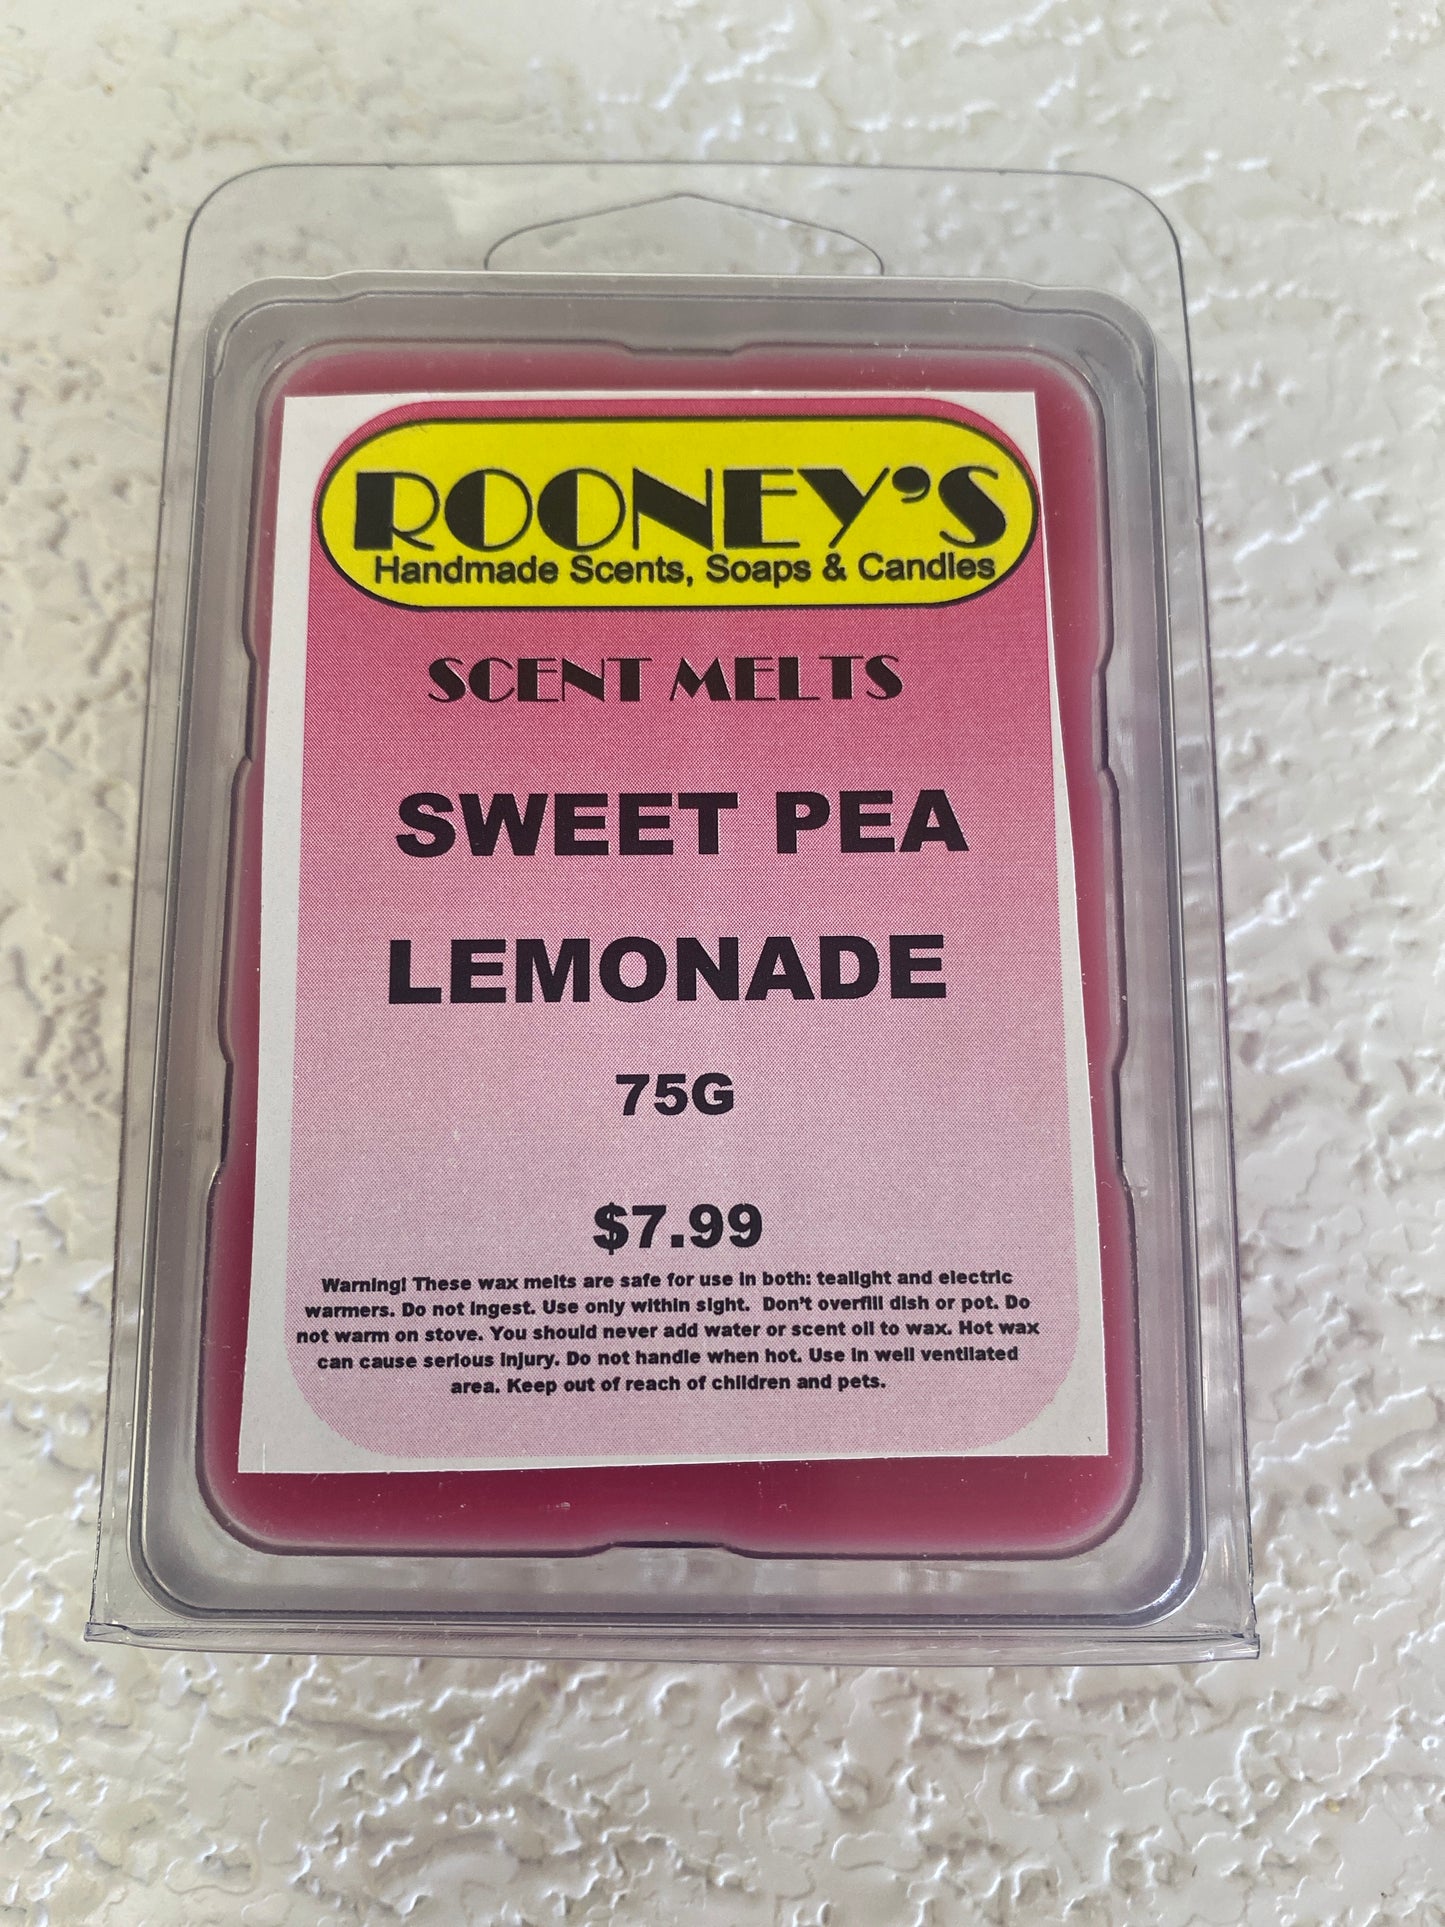 ROONEY'S
Handmade Scents, Soaps & Candles
SCENT MELTS
SWEET PEA
LEMONADE
75G
$7.99
Warning! These wax melts are safe for use in both: tealight and electric
warmers. Do not ingest. Use only within sight. Don't overfill dish or pot. Do
not warm on stove. You should never add water or scent oil to wax. Hot wax
can cause serious injury. Do not handle when hot. Use in well ventilated
area. Keep out of reach of children and pets.